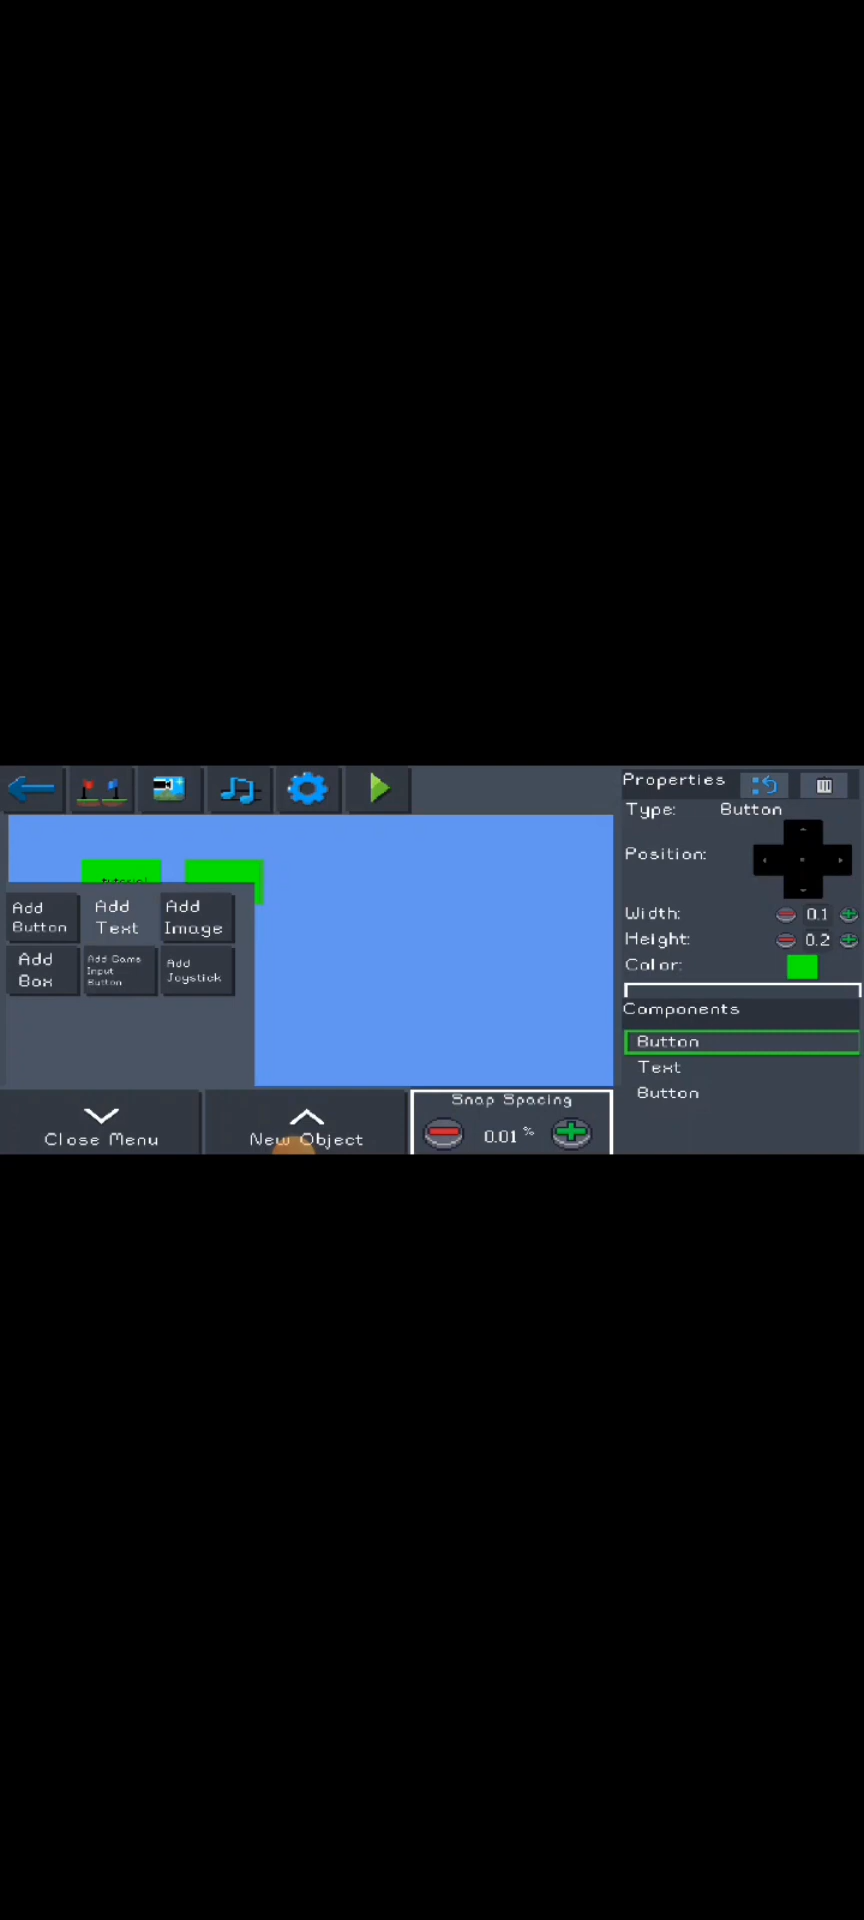 Properties
Type: Button
Position:
tutorial
Add Button
Add Text
Add Image
Width: 0.1
Height: 0.2
Add Box
Add Game Input Button
Add Joystick
Color:
Components
Button
Text
Button
Close Menu
New Object
Snap Spacing
0.01 %